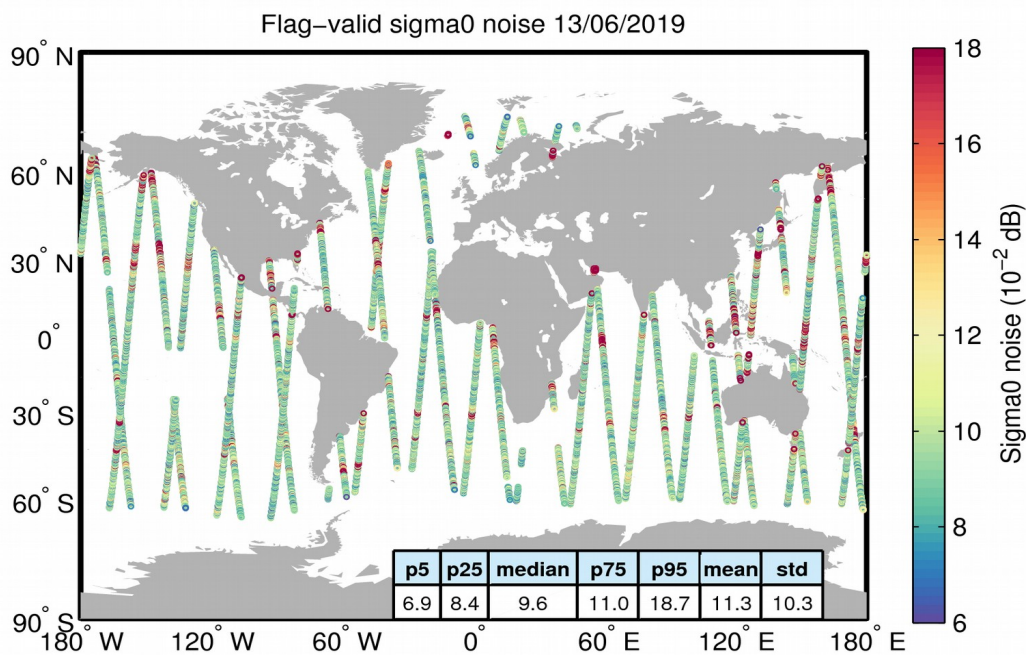 Flag−valid sigma0 noise 13/06/2019
90° N
60° N
30° N
0°
30° S
60° S
90° S
180° W
120° W
60° W
0°
60° E
120° E
180° E
p5 p25 median p75 p95 mean std
6.9 8.4 9.6 11.0 18.7 11.3 10.3
18
16
14
12
10
8
6
Sigma0 noise (10⁻² dB)